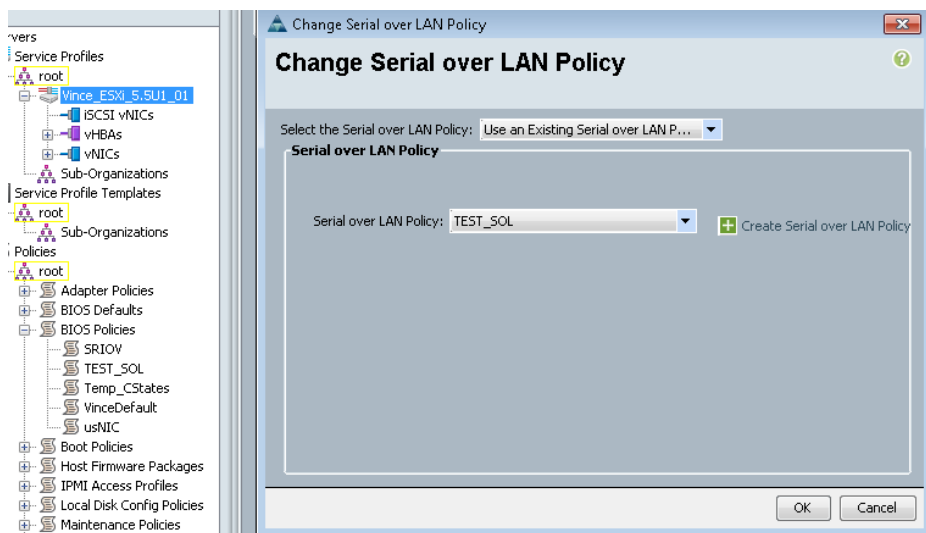 rvers
Service Profiles
root
Vince_ESXi_5.5U1_01
iSCSI vNICs
vHBAs
vNICs
Sub-Organizations
Service Profile Templates
root
Sub-Organizations
Policies
root
Adapter Policies
BIOS Defaults
BIOS Policies
SRIOV
TEST_SOL
Temp_CStates
VinceDefault
usNIC
Boot Policies
Host Firmware Packages
IPMI Access Profiles
Local Disk Config Policies
Maintenance Policies
Change Serial over LAN Policy
Change Serial over LAN Policy
Select the Serial over LAN Policy: Use an Existing Serial over LAN P...
Serial over LAN Policy
Serial over LAN Policy: TEST_SOL
Create Serial over LAN Policy
OK Cancel